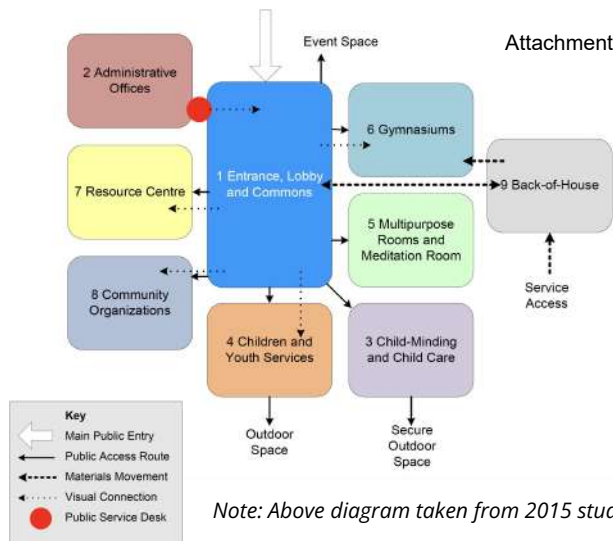 Event Space
Attachment
2 Administrative
Offices
6 Gymnasiums
1 Entrance, Lobby
and Commons
7 Resource Centre
9 Back-of-House
5 Multipurpose
Rooms and
Meditation Room
8 Community
Organizations
Service
Access
4 Children and
Youth Services
3 Child-Minding
and Child Care
Outdoor
Space
Secure
Outdoor
Space
Key
Main Public Entry
Public Access Route
Materials Movement
Visual Connection
Public Service Desk
Note: Above diagram taken from 2015